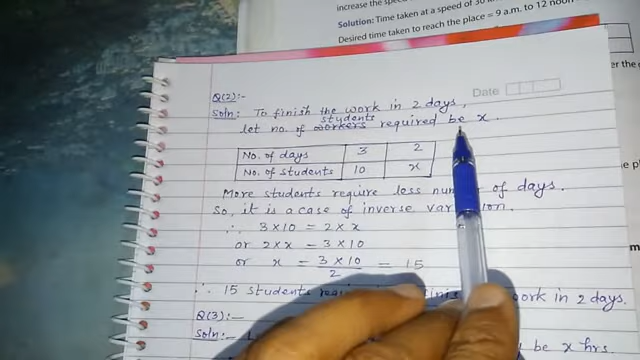 increase the speed
Solution: Time taken at a speed of 30
Desired time taken to reach the place = 9 a.m. to 12 noon
er the
e pl
(b)
Date
Q(2):-
Soln: To finish the work in 2 days,
students
let no. of workers required be x.
No. of days 3 2
No. of students 10 x
More students require less of days.
So, it is a case of inverse
∴ 3×10 = 2×x
or 2×x = 3×10
or x = 3×10/2 = 15
∴ 15 students work in 2 days.
Q(3):-
Soln:-
be x hrs.